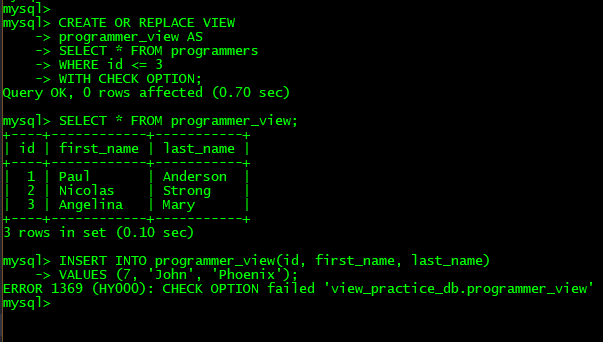 mysql>
mysql> CREATE OR REPLACE VIEW
    -> programmer_view AS
    -> SELECT * FROM programmers
    -> WHERE id <= 3
    -> WITH CHECK OPTION;
Query OK, 0 rows affected (0.70 sec)

mysql> SELECT * FROM programmer_view;
+----+------------+-----------+
| id | first_name | last_name |
+----+------------+-----------+
|  1 | Paul       | Anderson  |
|  2 | Nicolas    | Strong    |
|  3 | Angelina   | Mary      |
+----+------------+-----------+
3 rows in set (0.10 sec)

mysql> INSERT INTO programmer_view(id, first_name, last_name)
    -> VALUES (7, 'John', 'Phoenix');
ERROR 1369 (HY000): CHECK OPTION failed 'view_practice_db.programmer_view'
mysql>